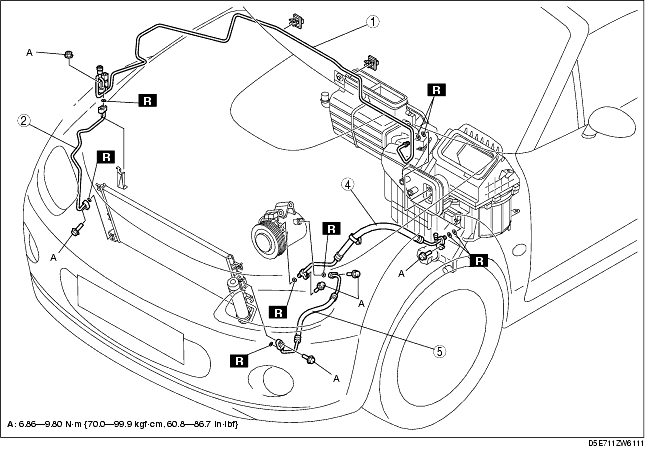 1
A
R
R
2
R
4
R
A
A
R
R
A
5
R
A
A: 6.86—9.80 N·m {70.0—99.9 kgf·cm, 60.8—86.7 in·lbf}
D5E711ZW6111